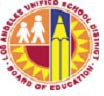 LOS ANGELES UNIFIED SCHOOL DISTRICT
BOARD OF EDUCATION